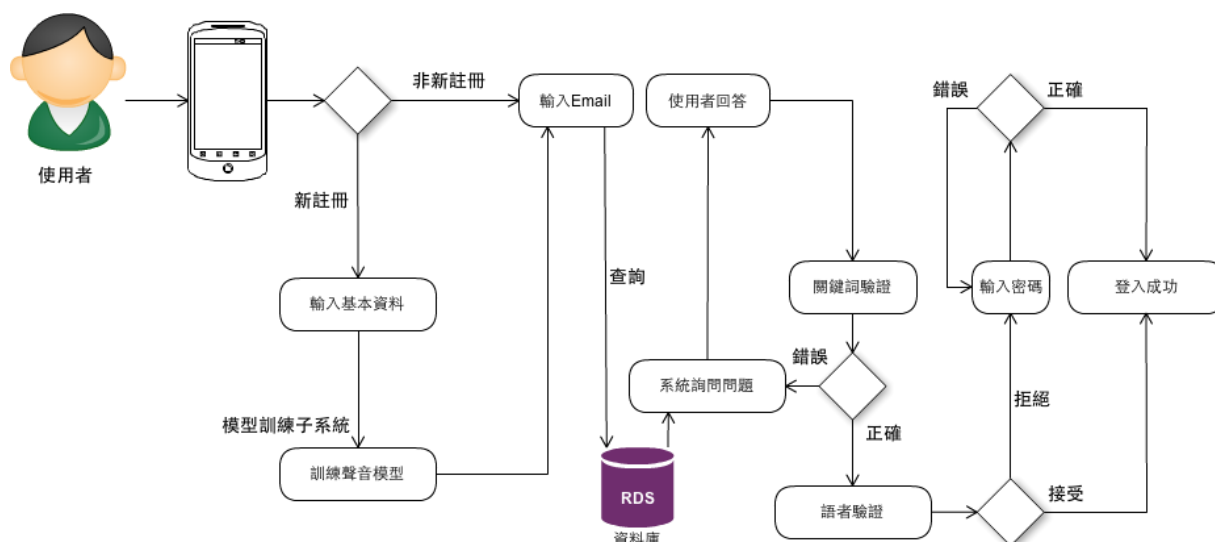 使用者
非新註冊
新註冊
輸入Email
輸入基本資料
模型訓練子系統
訓練聲音模型
查詢
RDS
資料庫
系統詢問問題
使用者回答
關鍵詞驗證
錯誤
正確
語者驗證
拒絕
接受
輸入密碼
錯誤
正確
登入成功